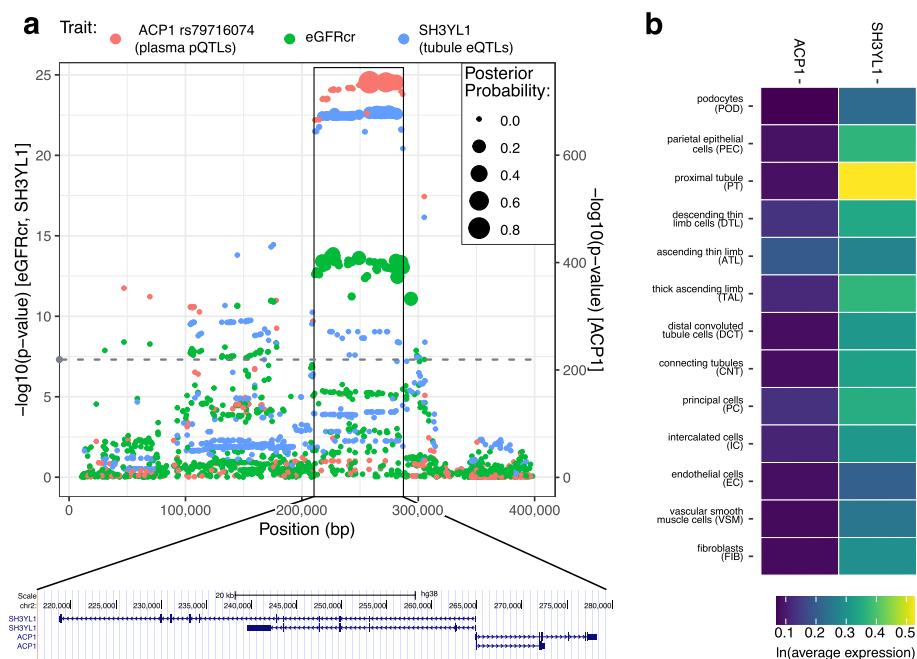 a
Trait:
ACP1 rs79716074
(plasma pQTLs)
eGFRcr
SH3YL1
(tubule eQTLs)
Posterior
Probability:
0.0
0.2
0.4
0.6
0.8
−log10(p−value) [eGFRcr, SH3YL1]
25
20
15
10
5
0
−log10(p−value) [ACP1]
600
400
200
0
0
100,000
200,000
300,000
400,000
Position (bp)
Scale
20 kb
hg38
chr2:
220,000
225,000
230,000
235,000
240,000
245,000
250,000
255,000
260,000
265,000
270,000
275,000
280,000
SH3YL1
SH3YL1
ACP1
ACP1
b
ACP1
SH3YL1
podocytes
(POD)
parietal epithelial
cells (PEC)
proximal tubule
(PT)
descending thin
limb cells (DTL)
ascending thin limb
(ATL)
thick ascending limb
(TAL)
distal convoluted
tubule cells (DCT)
connecting tubules
(CNT)
principal cells
(PC)
intercalated cells
(IC)
endothelial cells
(EC)
vascular smooth
muscle cells (VSM)
fibroblasts
(FIB)
0.1
0.2
0.3
0.4
0.5
ln(average expression)